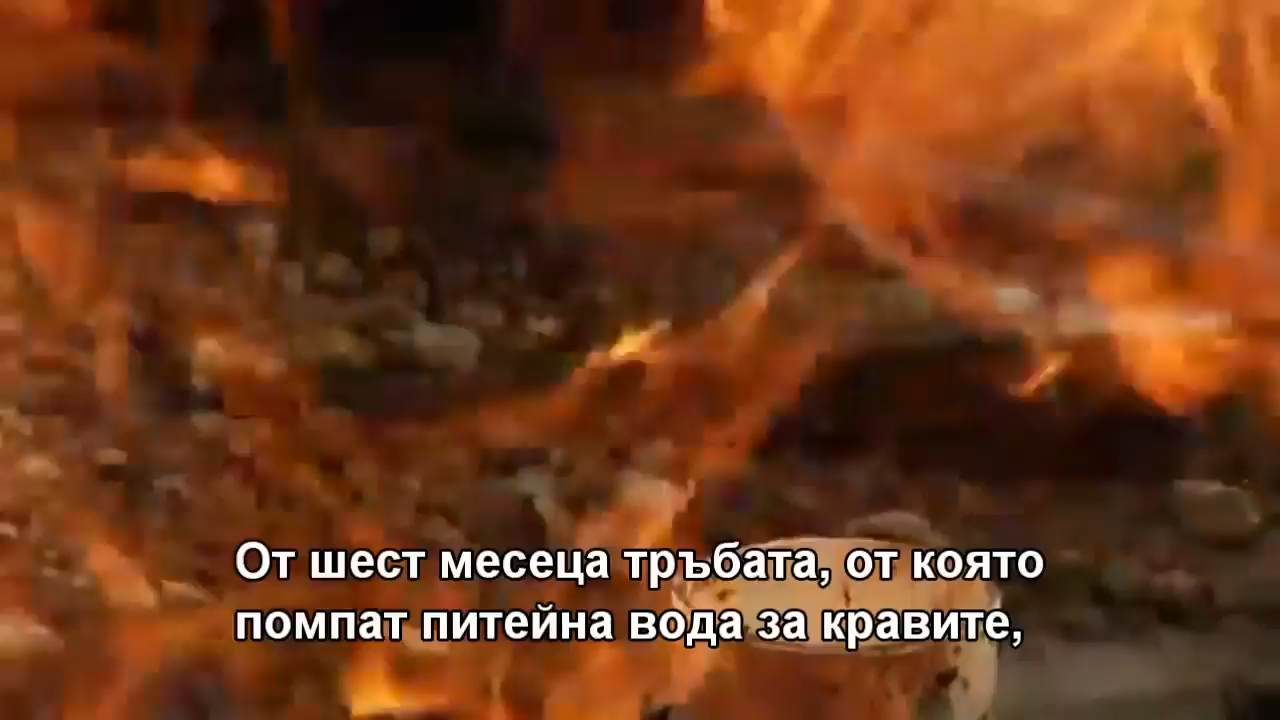 От шест месеца тръбата, от която
помпат питейна вода за кравите,